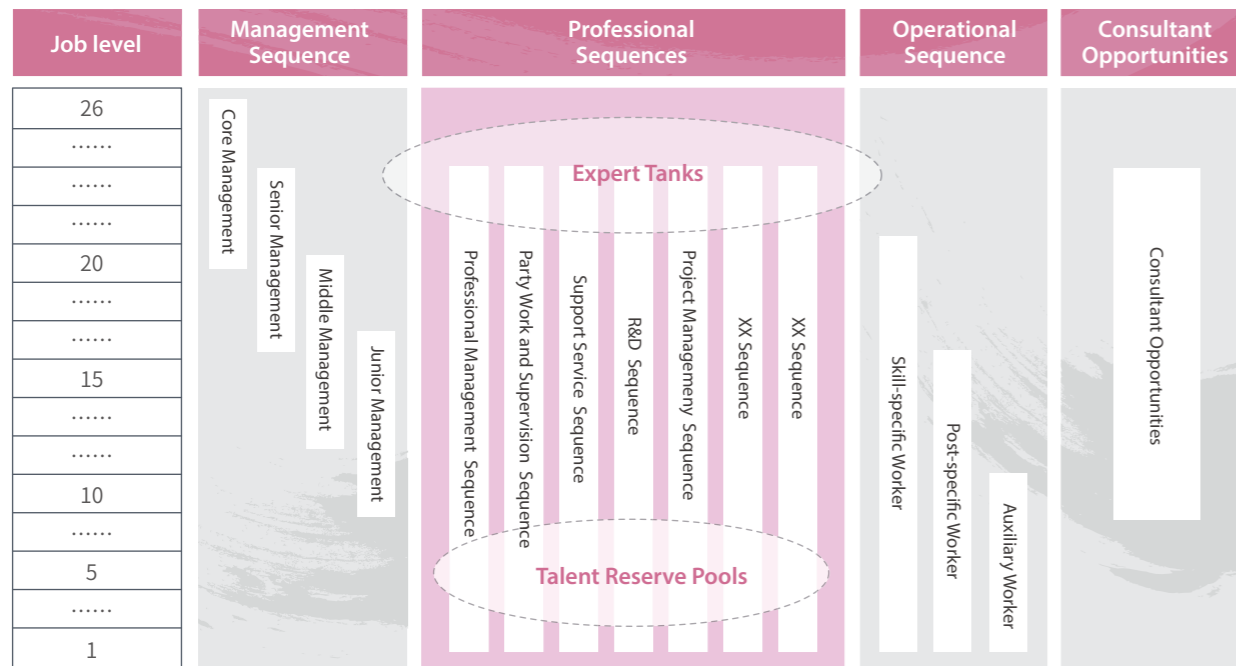 Job level
Management
Sequence
Professional
Sequences
Operational
Sequence
Consultant
Opportunities
26
……
……
……
20
……
……
15
……
……
10
……
5
……
1
Core Management
Senior Management
Middle Management
Junior Management
Expert Tanks
Professional Management Sequence
Party Work and Supervision Sequence
Support Service Sequence
R&D Sequence
Project Managemeny Sequence
XX Sequence
XX Sequence
Talent Reserve Pools
Skill-specific Worker
Post-specific Worker
Auxiliary Worker
Consultant Opportunities